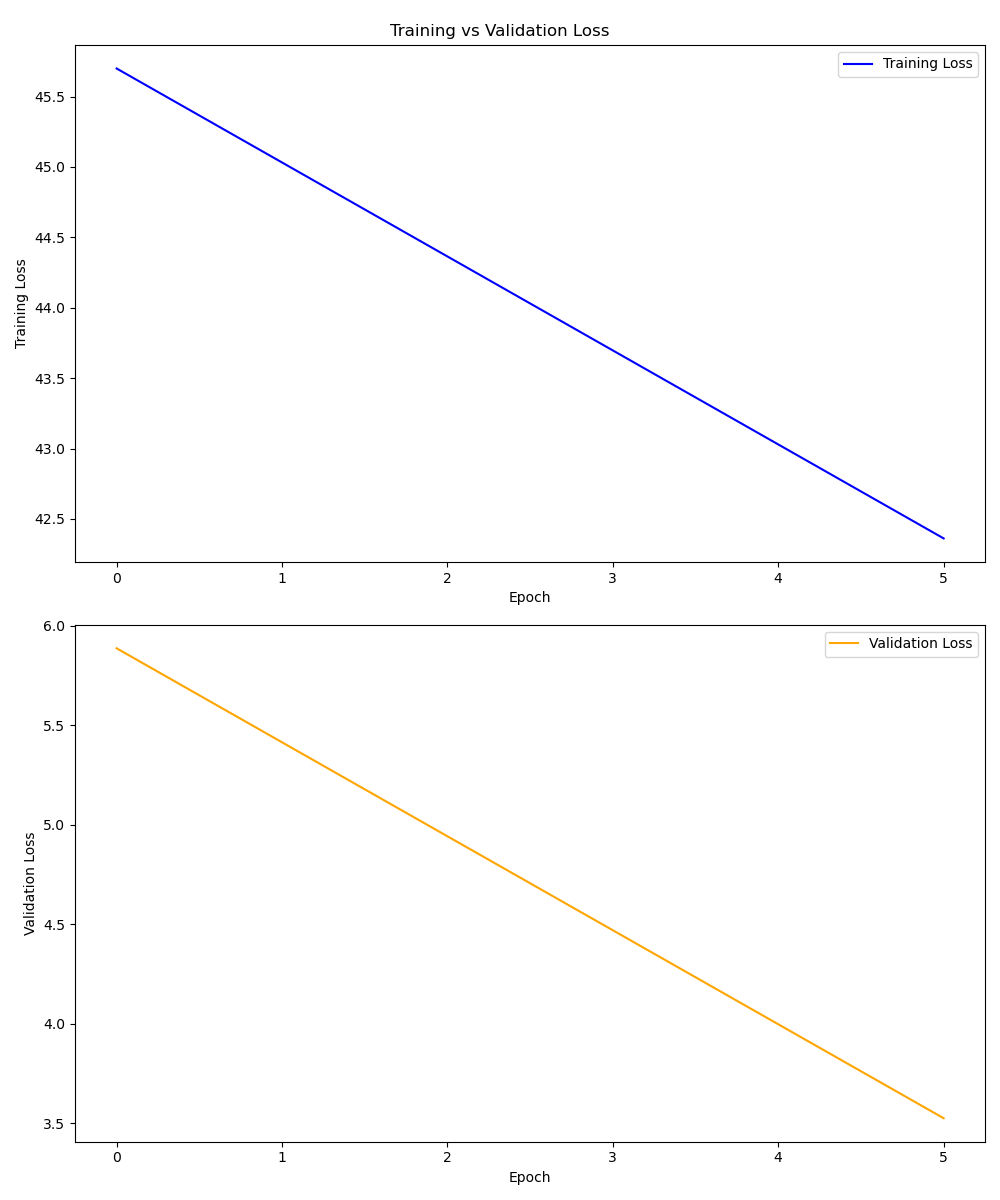 Training vs Validation Loss
Training Loss
45.5
45.0
44.5
44.0
43.5
43.0
42.5
Training Loss
0 1 2 3 4 5
Epoch
Validation Loss
6.0
5.5
5.0
4.5
4.0
3.5
Validation Loss
0 1 2 3 4 5
Epoch